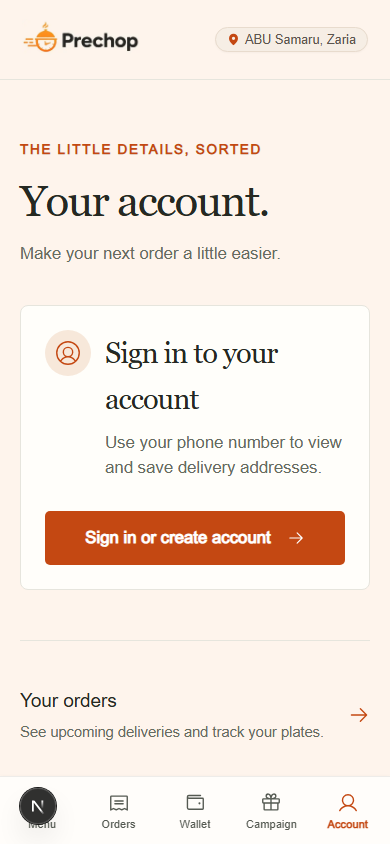 Prechop
ABU Samaru, Zaria
THE LITTLE DETAILS, SORTED
Your account.
Make your next order a little easier.
Sign in to your
account
Use your phone number to view
and save delivery addresses.
Sign in or create account
Your orders
See upcoming deliveries and track your plates.
N
Menu
Orders
Wallet
Campaign
Account